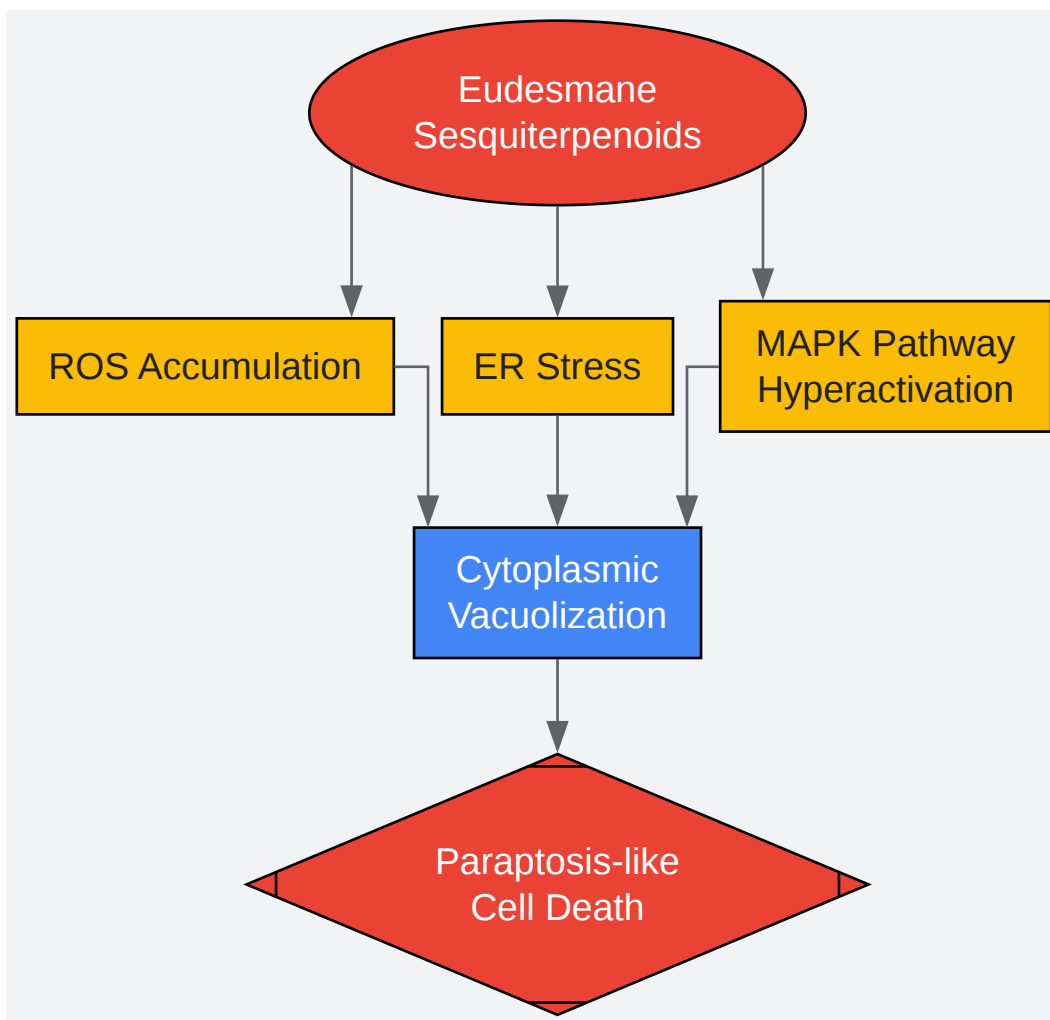 Eudesmane
Sesquiterpenoids
ROS Accumulation
ER Stress
MAPK Pathway
Hyperactivation
Cytoplasmic
Vacuolization
Paraptosis-like
Cell Death